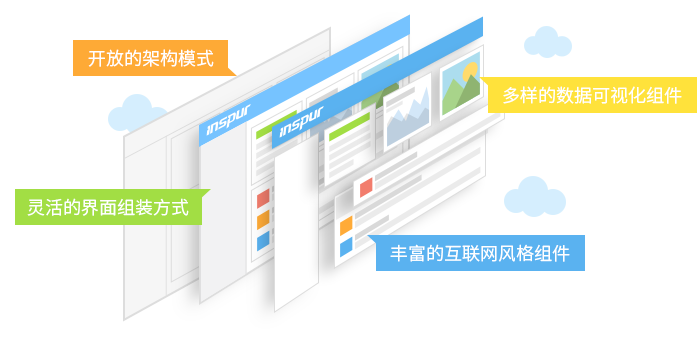 开放的架构模式
多样的数据可视化组件
inspur
inspur
灵活的界面组装方式
丰富的互联网风格组件